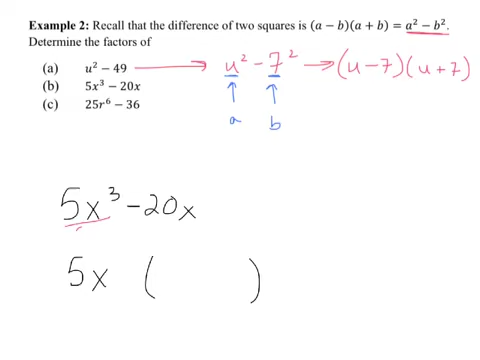 Example 2: Recall that the difference of two squares is (a − b)(a + b) = a² − b².
Determine the factors of
(a) u² − 49 → u² − 7² → (u − 7)(u + 7)
(b) 5x³ − 20x
(c) 25r⁶ − 36
a b
5x³ − 20x
5x ( )